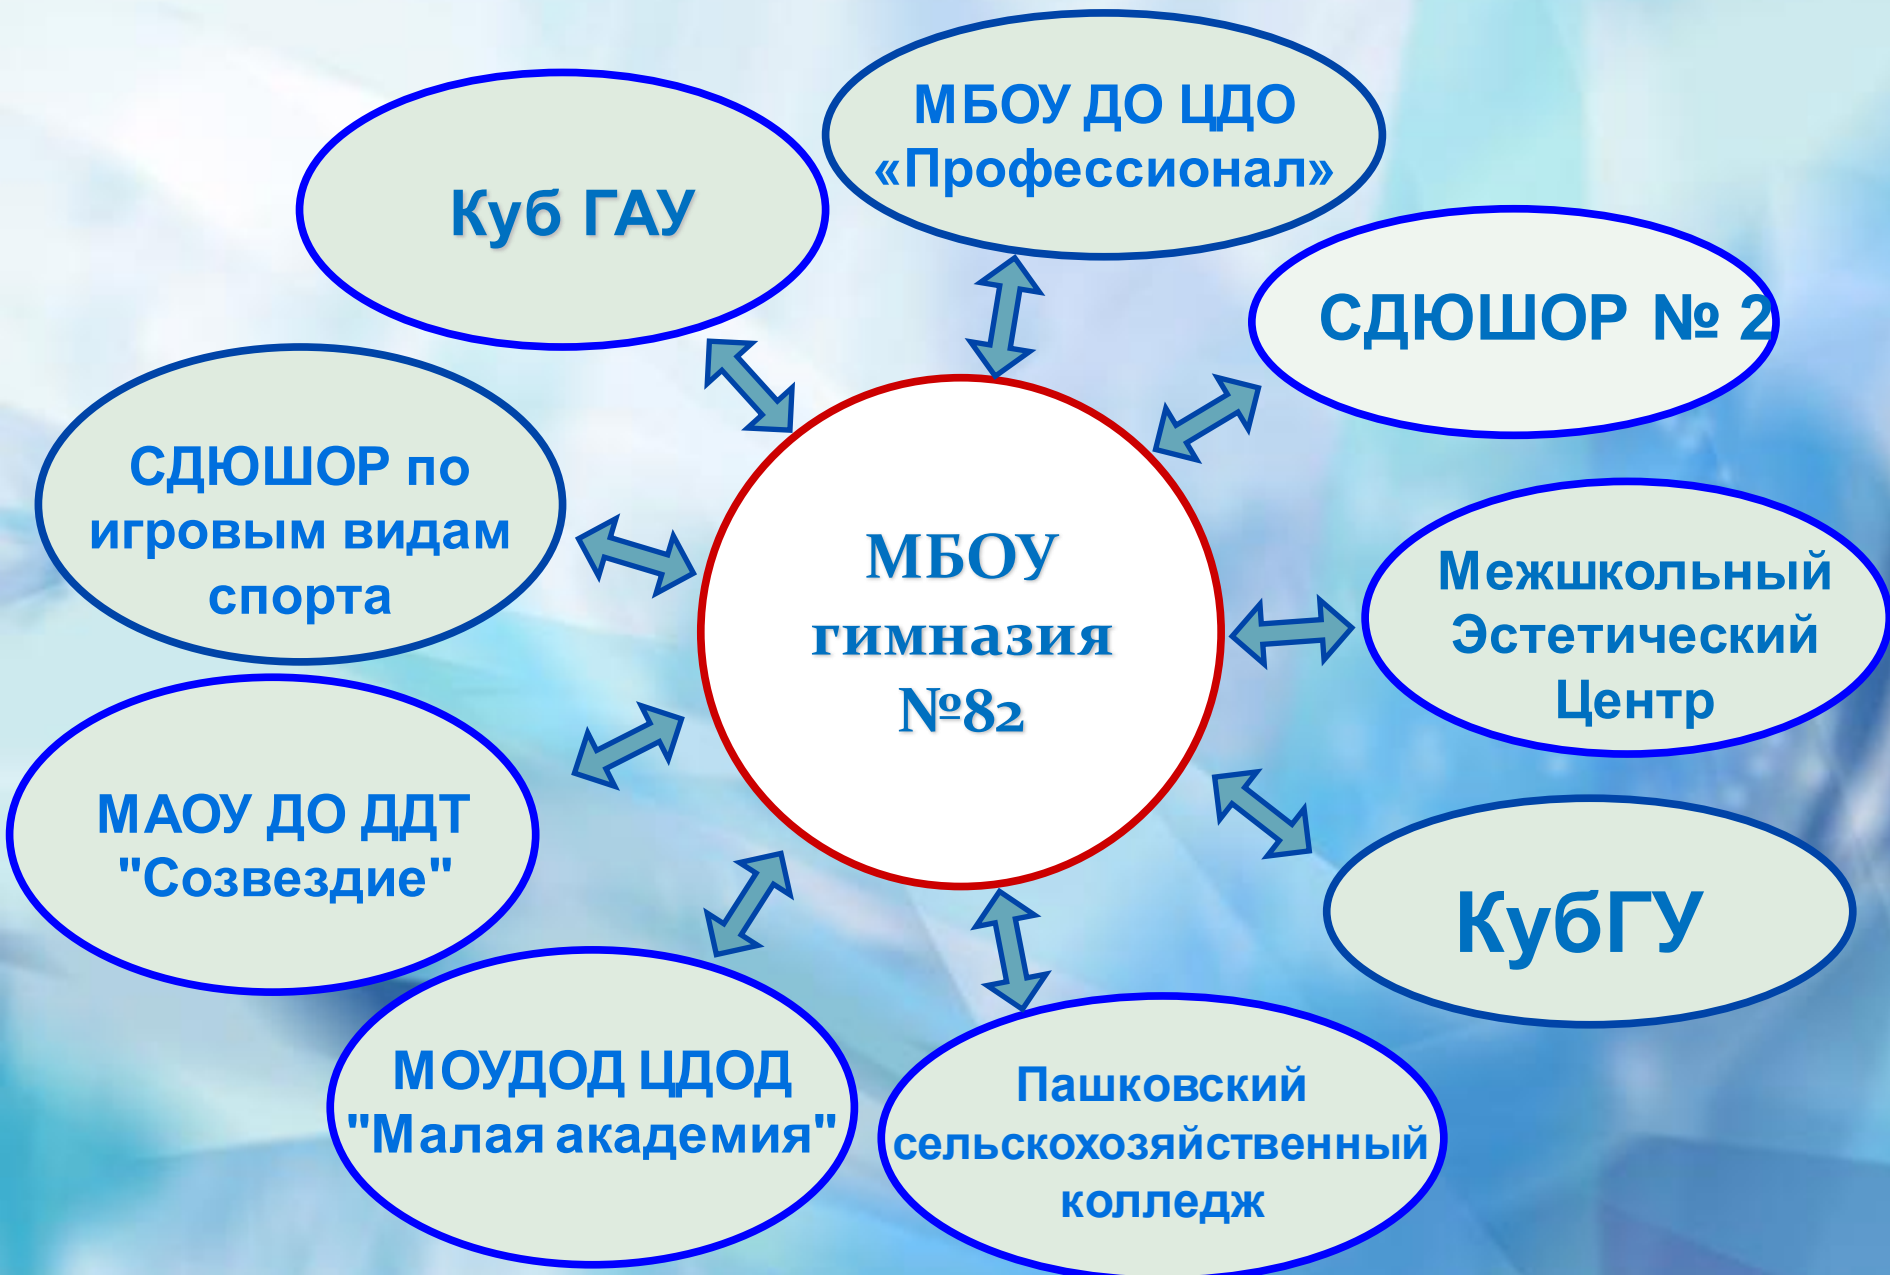 МБОУ ДО ЦДО
«Профессионал»
Куб ГАУ
СДЮШОР № 2
СДЮШОР по
игровым видам
спорта
МБОУ
гимназия
№82
Межшкольный
Эстетический
Центр
МАОУ ДО ДДТ
"Созвездие"
КубГУ
МОУДОД ЦДОД
"Малая академия"
Пашковский
сельскохозяйственный
колледж